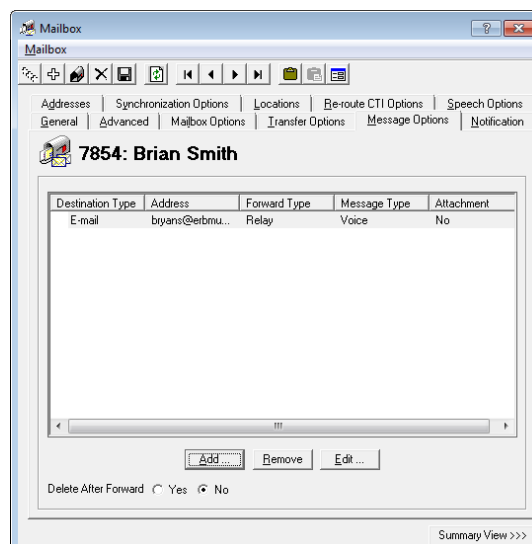 Mailbox
Mailbox
Addresses Synchronization Options Locations Re-route CTI Options Speech Options
General Advanced Mailbox Options Transfer Options Message Options Notification
7854: Brian Smith
Destination Type Address Forward Type Message Type Attachment
E-mail bryans@erbmu... Relay Voice No
Add ... Remove Edit ...
Delete After Forward Yes No
Summary View >>>